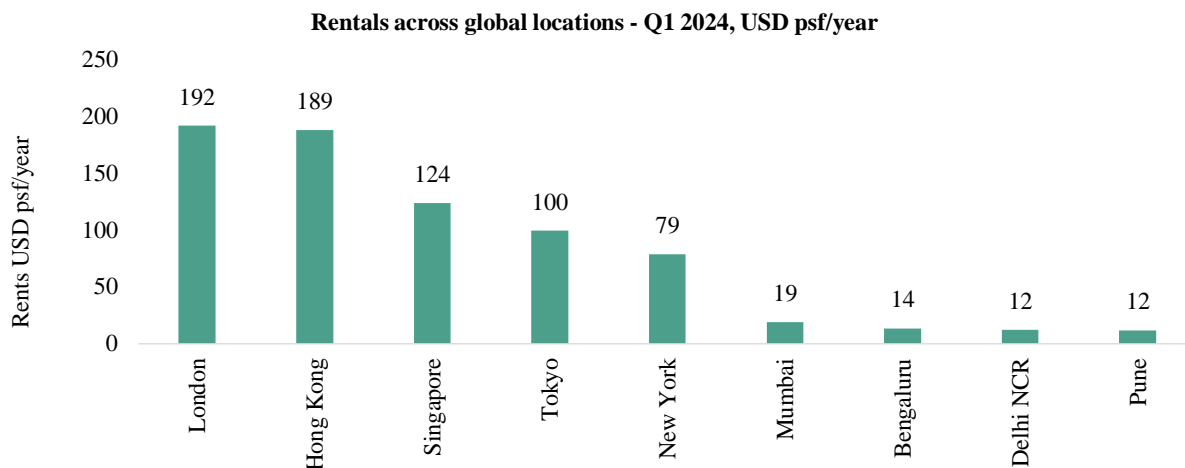 Rentals across global locations - Q1 2024, USD psf/year
Rents USD psf/year
250
200
150
100
50
0
192
189
124
100
79
19
14
12
12
London
Hong Kong
Singapore
Tokyo
New York
Mumbai
Bengaluru
Delhi NCR
Pune